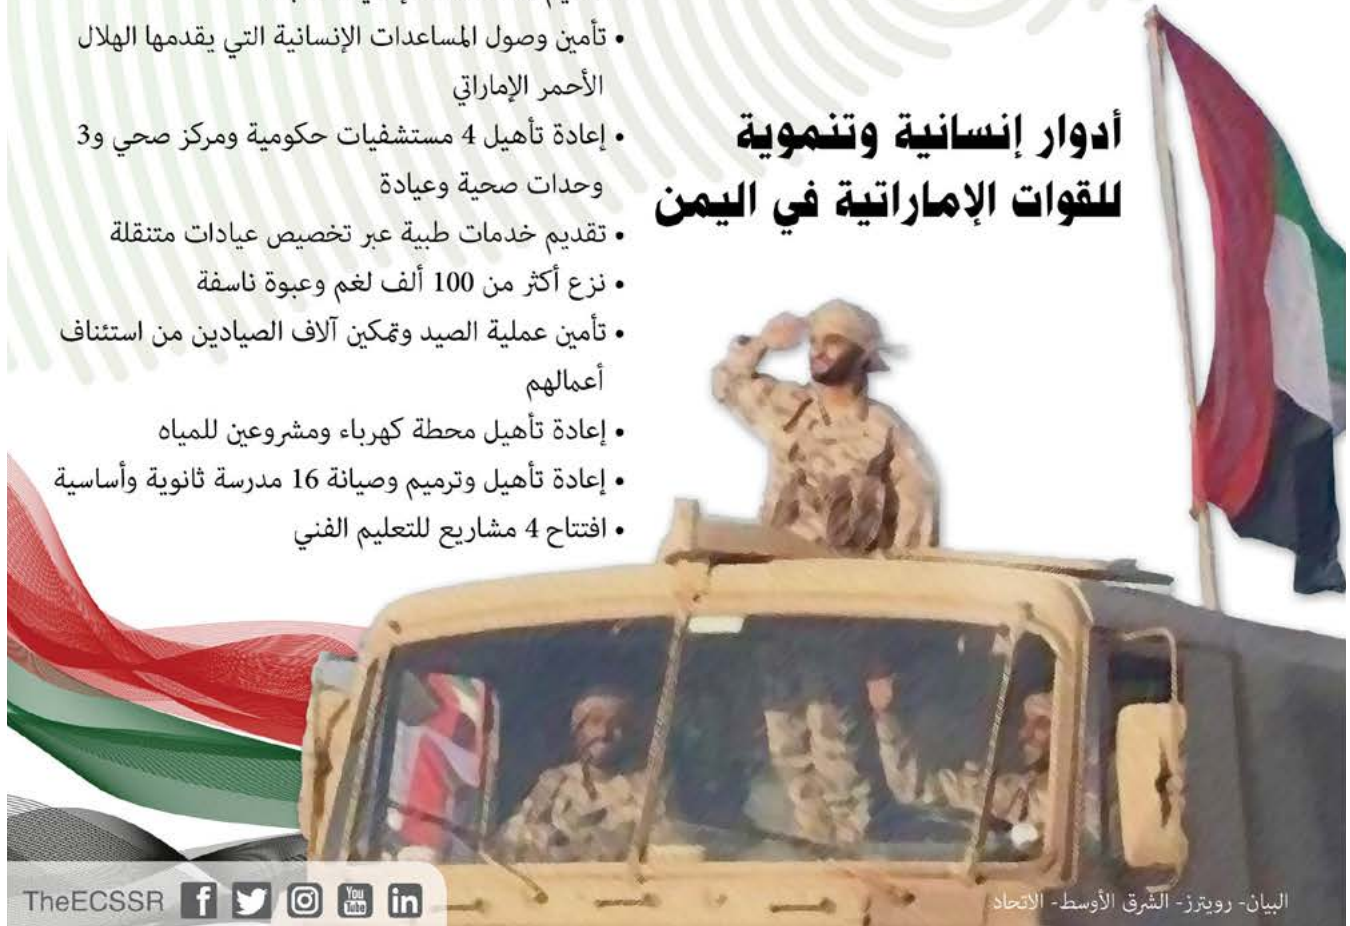 • تأمين وصول المساعدات الإنسانية التي يقدمها الهلال
الأحمر الإماراتي
• إعادة تأهيل 4 مستشفيات حكومية ومركز صحي و3
وحدات صحية وعيادة
• تقديم خدمات طبية عبر تخصيص عيادات متنقلة
• نزع أكثر من 100 ألف لغم وعبوة ناسفة
• تأمين عملية الصيد وتمكين آلاف الصيادين من استئناف
أعمالهم
• إعادة تأهيل محطة كهرباء ومشروعين للمياه
• إعادة تأهيل وترميم وصيانة 16 مدرسة ثانوية وأساسية
• افتتاح 4 مشاريع للتعليم الفني
أدوار إنسانية وتنموية
للقوات الإماراتية في اليمن
البيان- رويترز- الشرق الأوسط- الاتحاد
TheECSSR
You Tube